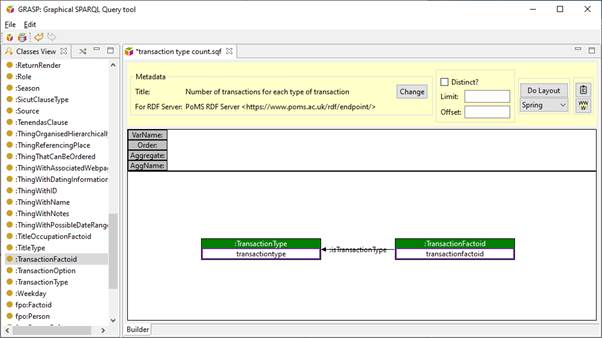 GRASP: Graphical SPARQL Query tool
File Edit
Classes View
:ReturnRender
:Role
:Season
:SicutClauseType
:Source
:TenendasClause
:ThingOrganisedHierarchically
:ThingReferencingPlace
:ThingThatCanBeOrdered
:ThingWithAssociatedWebpage
:ThingWithDatingInformation
:ThingWithID
:ThingWithName
:ThingWithNotes
:ThingWithPossibleDateRange
:TitleOccupationFactoid
:TitleType
:TransactionFactoid
:TransactionOption
:TransactionType
:Weekday
fpo:Factoid
fpo:Person
*transaction type count.sqf
Metadata
Title: Number of transactions for each type of transaction
For RDF Server: PoMS RDF Server <https://www.poms.ac.uk/rdf/endpoint/>
Change
Distinct?
Limit:
Offset:
Do Layout
Spring
VarName:
Order:
Aggregate:
AggName:
:TransactionType
transactiontype
:isTransactionType
:TransactionFactoid
transactionfactoid
Builder